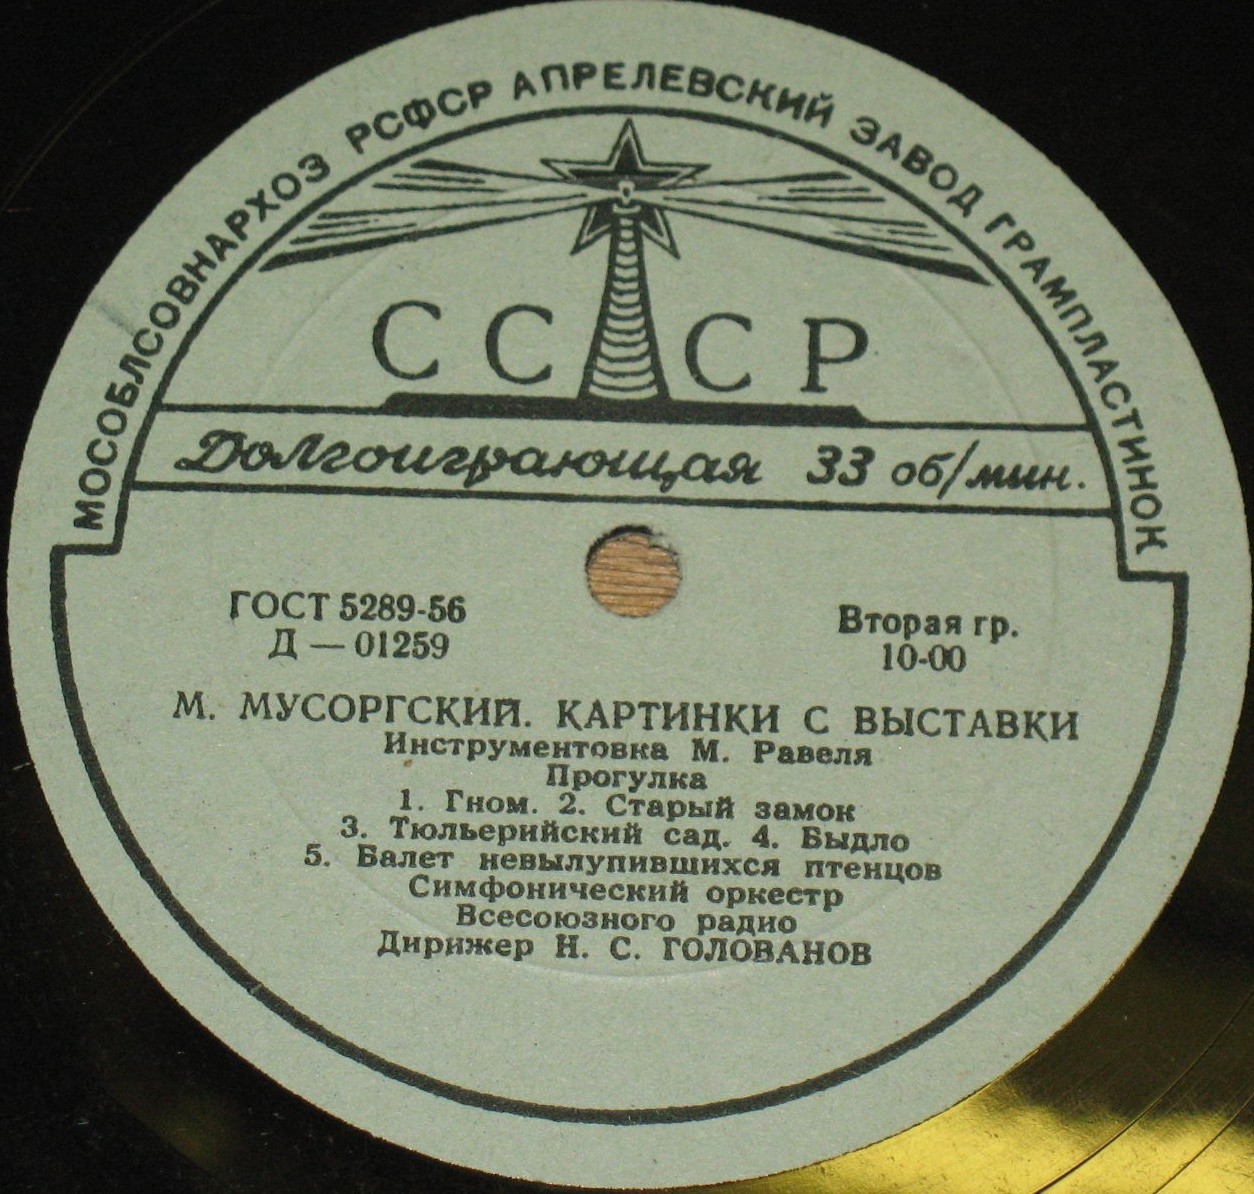 МОСОБЛСОВНАРХОЗ РСФСР АПРЕЛЕВСКИЙ ЗАВОД ГРАМПЛАСТИНОК
СССР
Долгоиграющая 33 об/мин.
ГОСТ 5289-56
Д — 01259
Вторая гр.
10-00
М. МУСОРГСКИЙ. КАРТИНКИ С ВЫСТАВКИ
Инструментовка М. Равеля
Прогулка
1. Гном. 2. Старый замок
3. Тюльерийский сад. 4. Быдло
5. Балет невылупившихся птенцов
Симфонический оркестр
Всесоюзного радио
Дирижер Н. С. ГОЛОВАНОВ